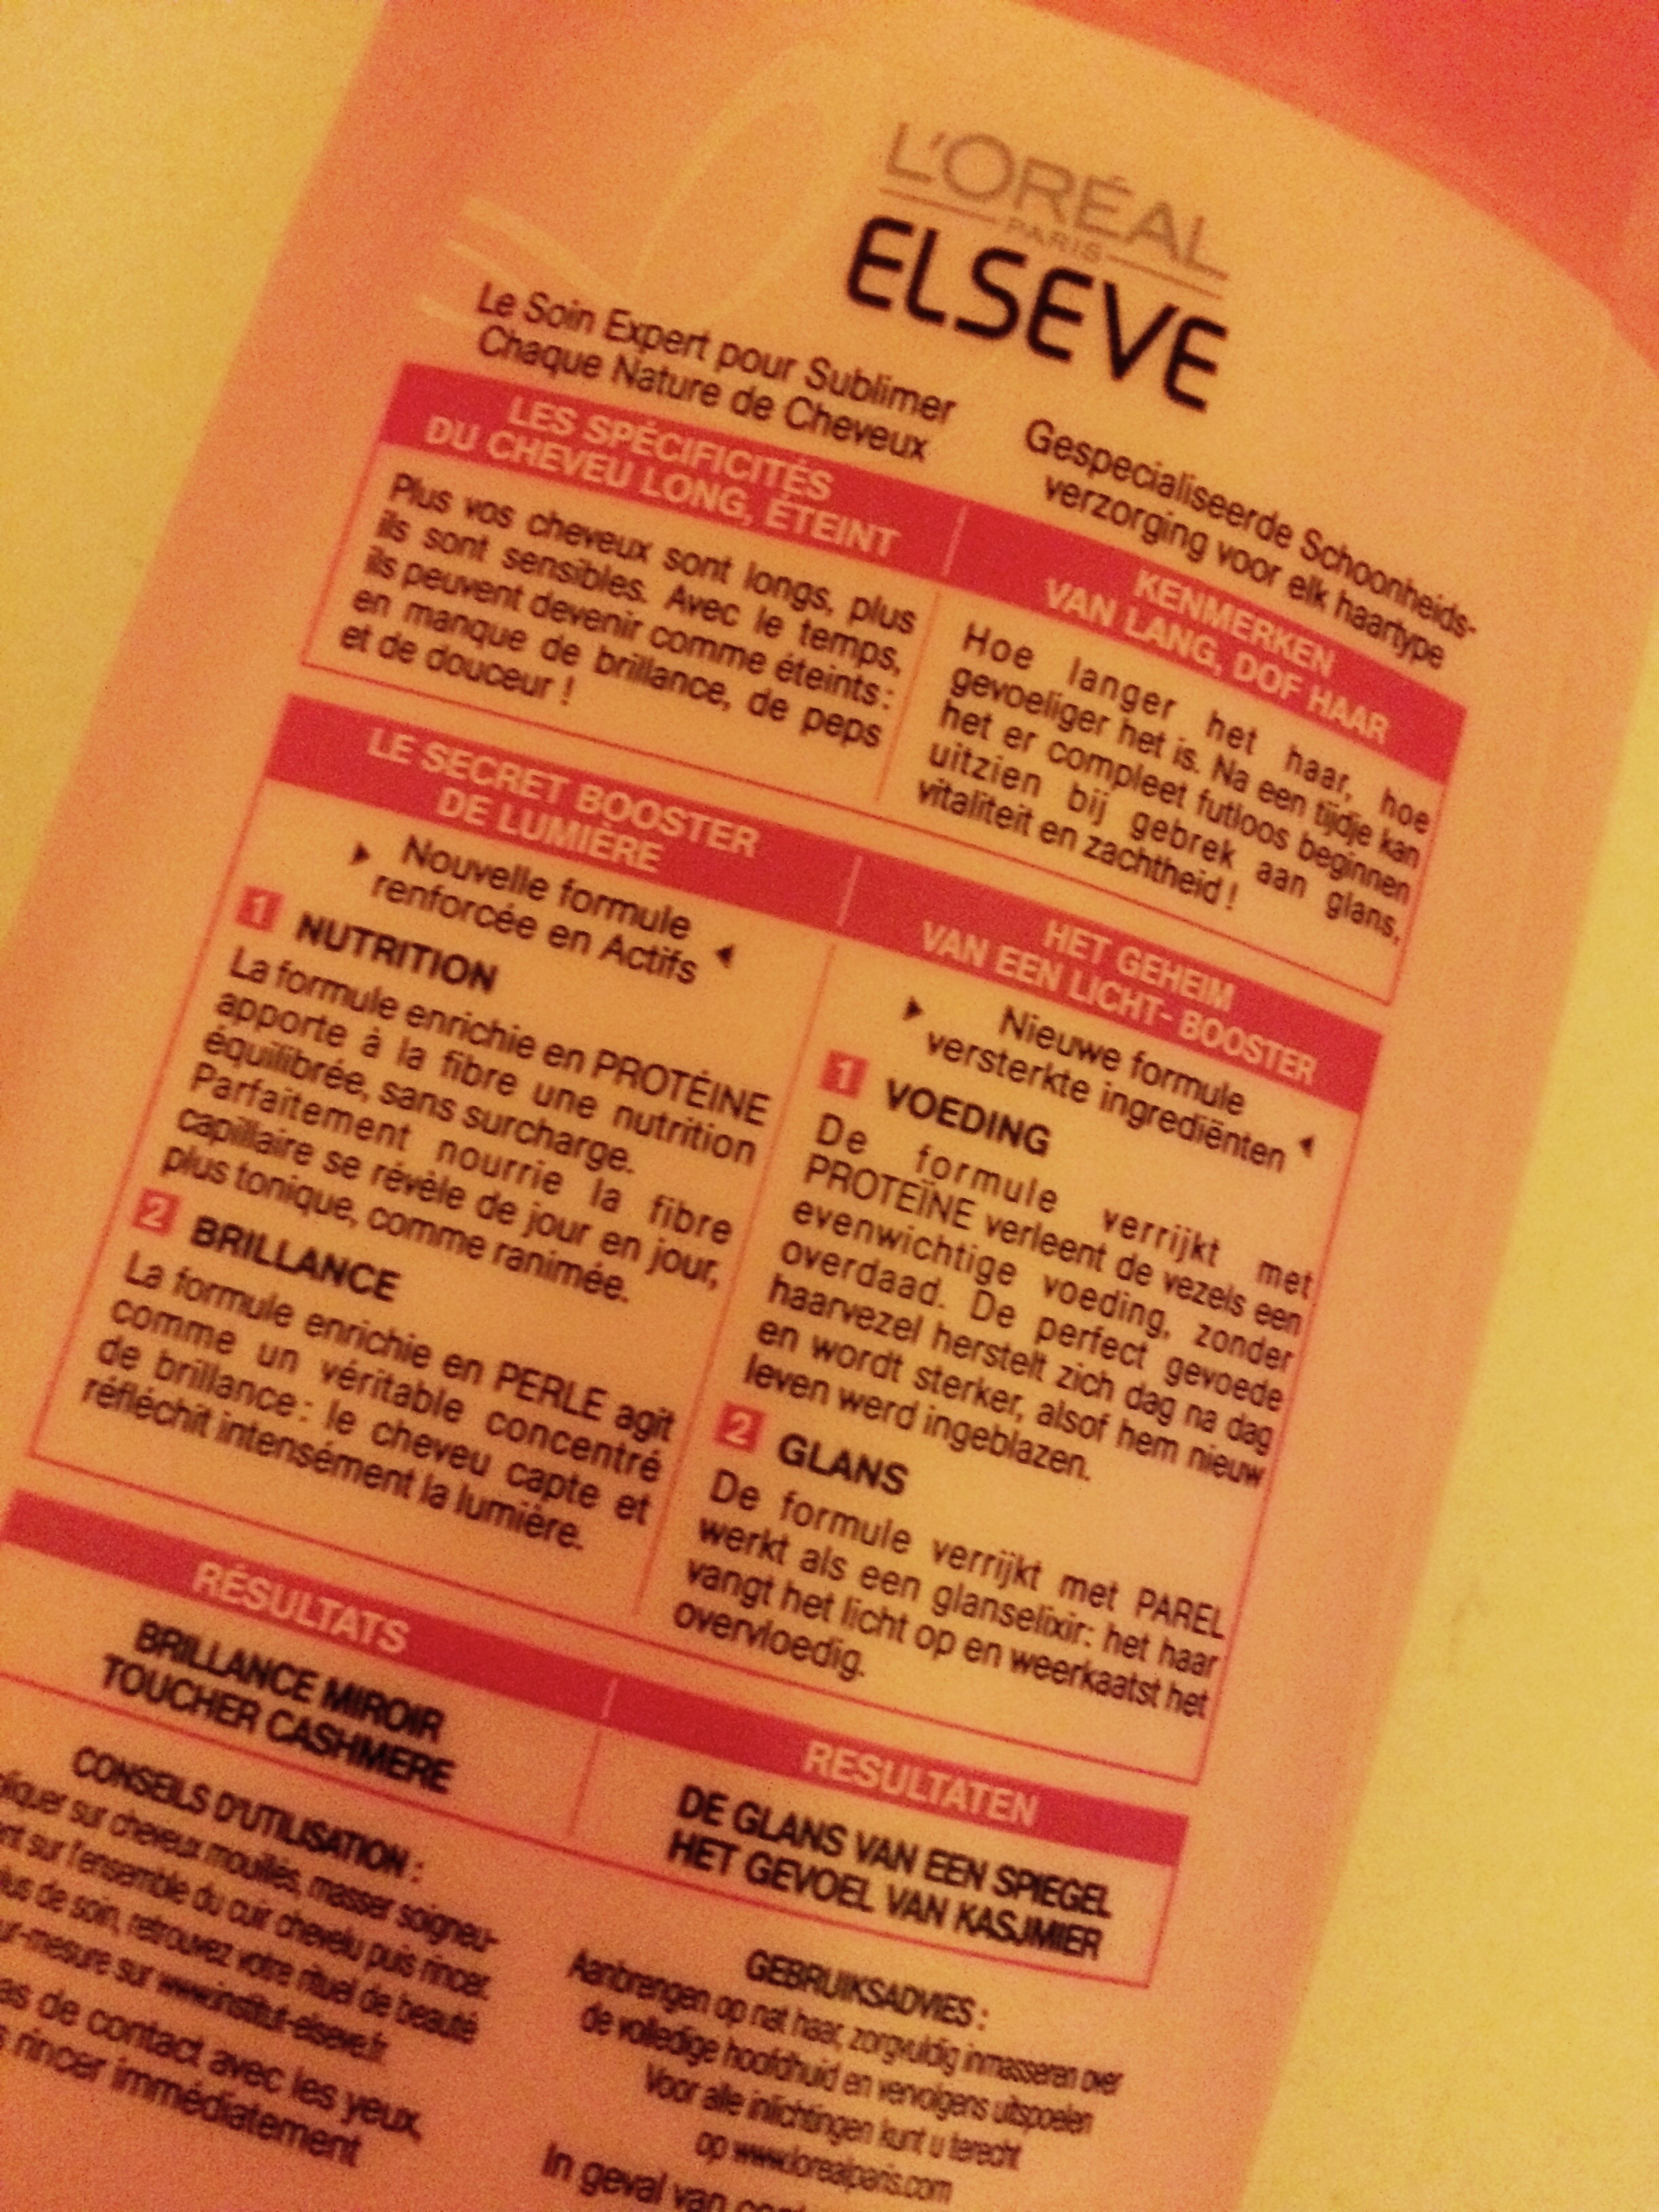 L'ORÉAL
PARIS
ELSEVE
Le Soin Expert pour Sublimer
Chaque Nature de Cheveux
Gespecialiseerde Schoonheids-
verzorging voor elk haartype
LES SPÉCIFICITÉS
DU CHEVEU LONG, ÉTEINT
Plus vos cheveux sont longs, plus
ils sont sensibles. Avec le temps,
ils peuvent devenir comme éteints :
en manque de brillance, de peps
et de douceur !
KENMERKEN
VAN LANG, DOF HAAR
Hoe langer het haar, hoe
gevoeliger het is. Na een tijdje kan
het er compleet futloos beginnen
uitzien bij gebrek aan glans,
vitaliteit en zachtheid !
LE SECRET BOOSTER
DE LUMIÈRE
Nouvelle formule
renforcée en Actifs
1 NUTRITION
La formule enrichie en PROTÉINE
apporte à la fibre une nutrition
équilibrée, sans surcharge.
Parfaitement nourrie la fibre
capillaire se révèle de jour en jour,
plus tonique, comme ranimée.
2 BRILLANCE
La formule enrichie en PERLE agit
comme un véritable concentré
de brillance : le cheveu capte et
réfléchit intensément la lumière.
HET GEHEIM
VAN EEN LICHT- BOOSTER
Nieuwe formule
versterkte ingrediënten
1 VOEDING
De formule verrijkt met
PROTEÏNE verleent de vezels een
evenwichtige voeding, zonder
overdaad. De perfect gevoede
haarvezel herstelt zich dag na dag
en wordt sterker, alsof hem nieuw
leven werd ingeblazen.
2 GLANS
De formule verrijkt met PAREL
werkt als een glanselixir: het haar
vangt het licht op en weerkaatst het
overvloedig.
RÉSULTATS
BRILLANCE MIROIR
TOUCHER CASHMERE
RESULTATEN
DE GLANS VAN EEN SPIEGEL
HET GEVOEL VAN KASJMIER
CONSEILS D'UTILISATION :
sur cheveux mouillés, masser soigneu-
sur l'ensemble du cuir chevelu puis rincer.
de soin, retrouvez votre rituel de beauté
sur www.institut-elseve.fr
de contact avec les yeux,
rincer immédiatement
GEBRUIKSADVIES :
Aanbrengen op nat haar, zorgvuldig inmasseren over
de volledige hoofdhuid en vervolgens uitspoelen
Voor alle inlichtingen kunt u terecht
op www.lorealparis.com
In geval van